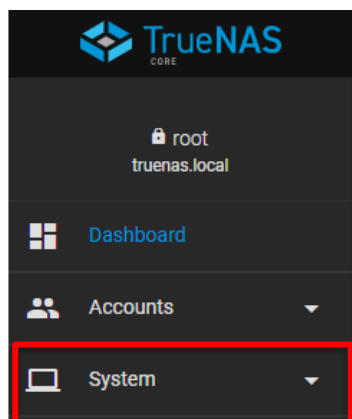 TrueNAS
CORE
root
truenas.local
Dashboard
Accounts
System